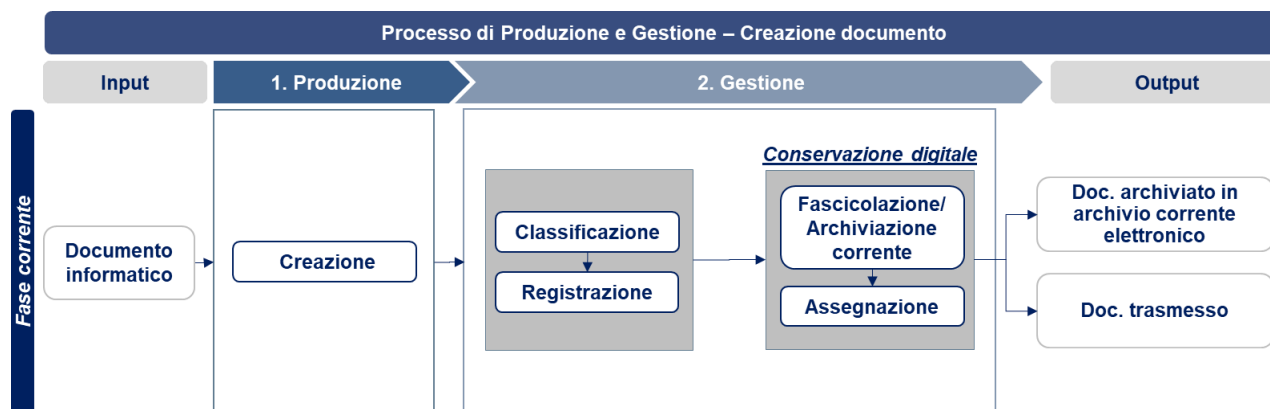 Processo di Produzione e Gestione – Creazione documento
Input
1. Produzione
2. Gestione
Output
Fase corrente
Documento
informatico
Creazione
Classificazione
Registrazione
Conservazione digitale
Fascicolazione/
Archiviazione
corrente
Assegnazione
Doc. archiviato in
archivio corrente
elettronico
Doc. trasmesso